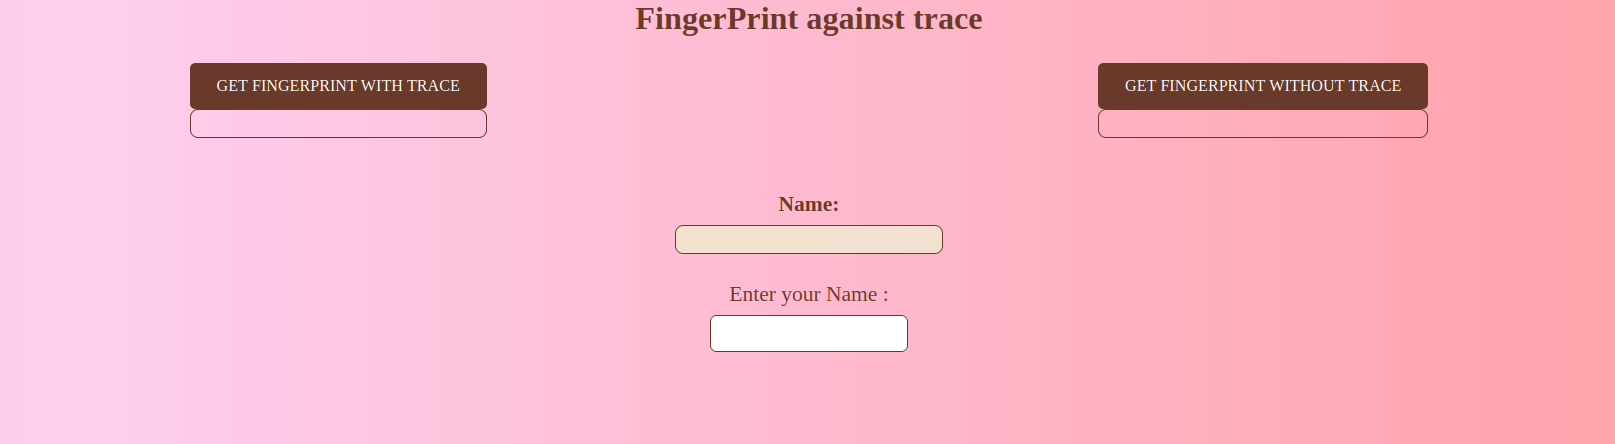 FingerPrint against trace
GET FINGERPRINT WITH TRACE
GET FINGERPRINT WITHOUT TRACE
Name:
Enter your Name :